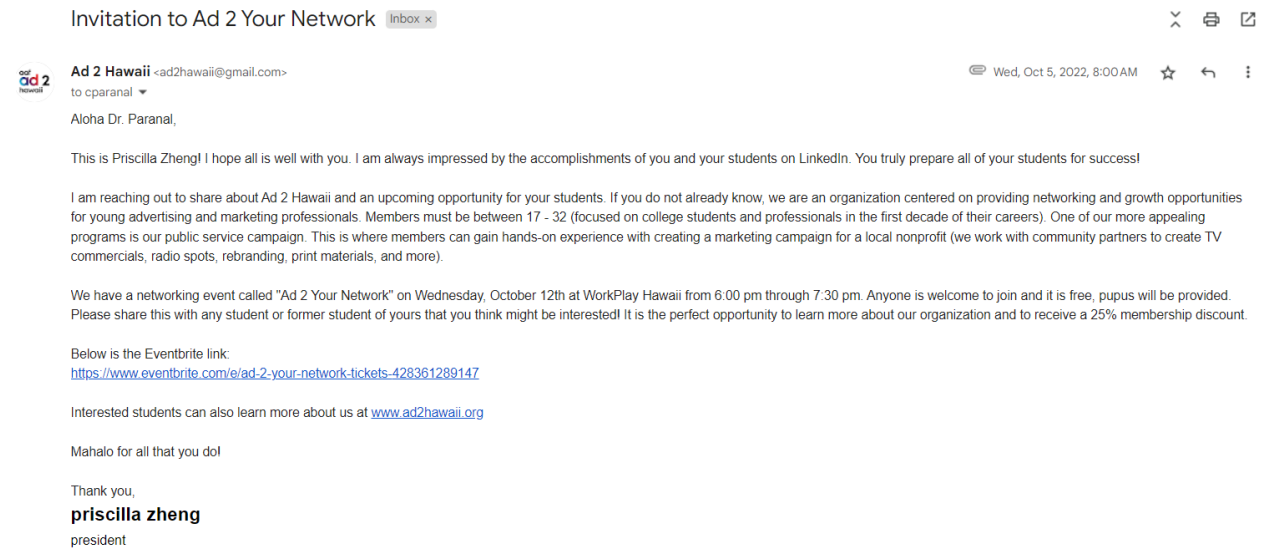 Invitation to Ad 2 Your Network Inbox ×
aaf
ad 2
hawaii
Ad 2 Hawaii <ad2hawaii@gmail.com>
Wed, Oct 5, 2022, 8:00 AM
to cparanal
Aloha Dr. Paranal,
This is Priscilla Zheng! I hope all is well with you. I am always impressed by the accomplishments of you and your students on LinkedIn. You truly prepare all of your students for success!
I am reaching out to share about Ad 2 Hawaii and an upcoming opportunity for your students. If you do not already know, we are an organization centered on providing networking and growth opportunities
for young advertising and marketing professionals. Members must be between 17 - 32 (focused on college students and professionals in the first decade of their careers). One of our more appealing
programs is our public service campaign. This is where members can gain hands-on experience with creating a marketing campaign for a local nonprofit (we work with community partners to create TV
commercials, radio spots, rebranding, print materials, and more).
We have a networking event called "Ad 2 Your Network" on Wednesday, October 12th at WorkPlay Hawaii from 6:00 pm through 7:30 pm. Anyone is welcome to join and it is free, pupus will be provided.
Please share this with any student or former student of yours that you think might be interested! It is the perfect opportunity to learn more about our organization and to receive a 25% membership discount.
Below is the Eventbrite link:
https://www.eventbrite.com/e/ad-2-your-network-tickets-428361289147
Interested students can also learn more about us at www.ad2hawaii.org
Mahalo for all that you do!
Thank you,
priscilla zheng
president